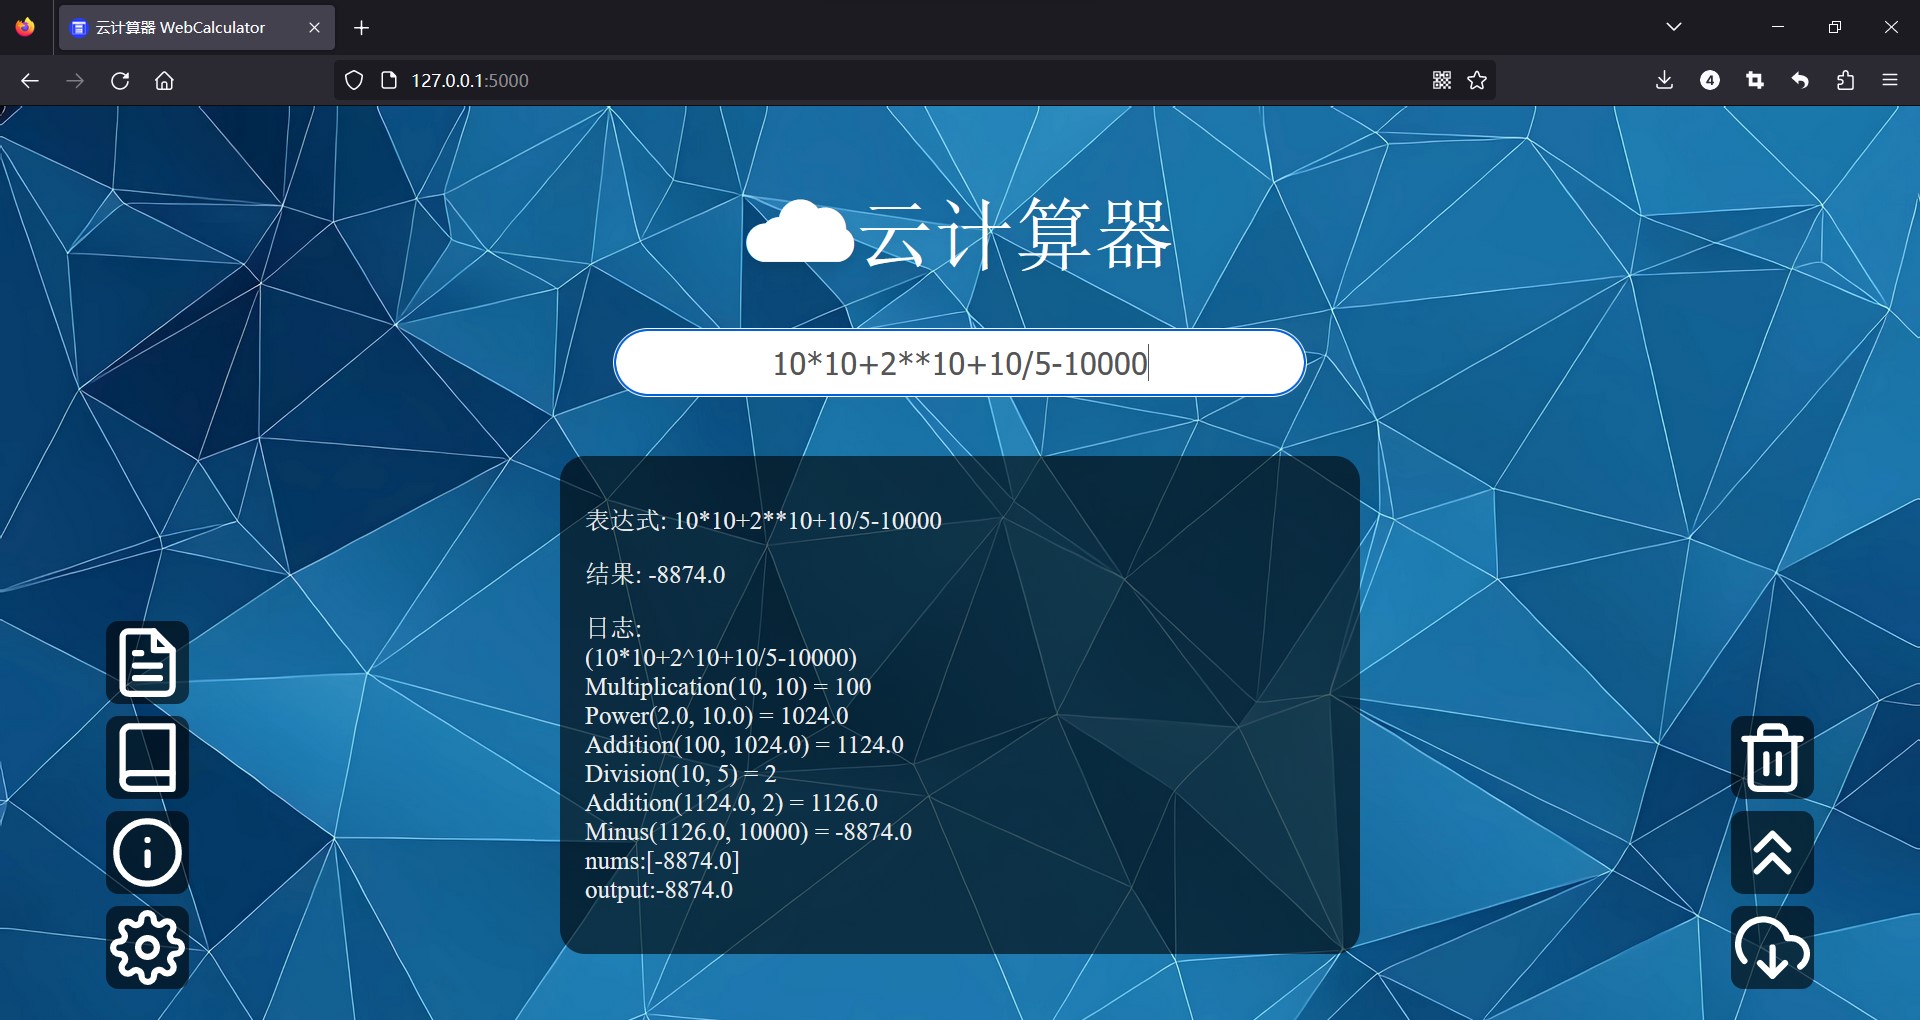 云计算器 WebCalculator
127.0.0.1:5000
4
云计算器
10*10+2**10+10/5-10000
表达式: 10*10+2**10+10/5-10000
结果: -8874.0
日志:
(10*10+2^10+10/5-10000)
Multiplication(10, 10) = 100
Power(2.0, 10.0) = 1024.0
Addition(100, 1024.0) = 1124.0
Division(10, 5) = 2
Addition(1124.0, 2) = 1126.0
Minus(1126.0, 10000) = -8874.0
nums:[-8874.0]
output:-8874.0